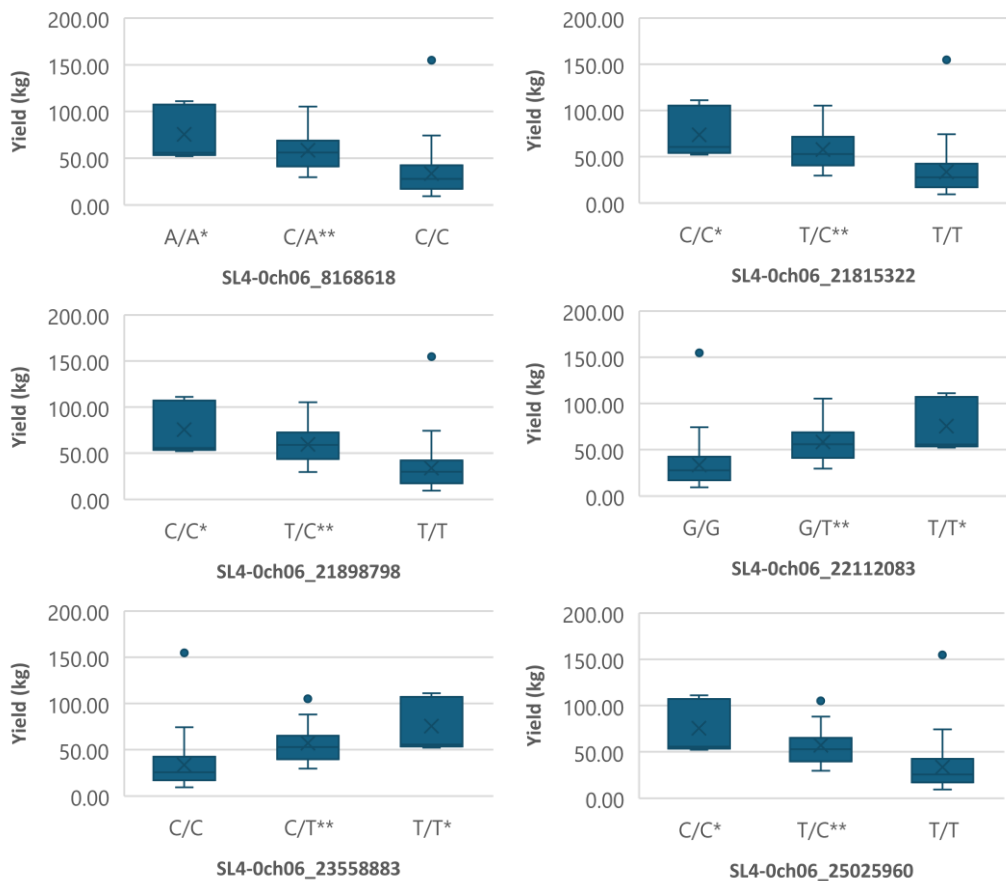 Yield (kg)
200.00
150.00
100.00
50.00
0.00
A/A* C/A** C/C
SL4-0ch06_8168618
Yield (kg)
200.00
150.00
100.00
50.00
0.00
C/C* T/C** T/T
SL4-0ch06_21815322
Yield (kg)
200.00
150.00
100.00
50.00
0.00
C/C* T/C** T/T
SL4-0ch06_21898798
Yield (kg)
200.00
150.00
100.00
50.00
0.00
G/G G/T** T/T*
SL4-0ch06_22112083
Yield (kg)
200.00
150.00
100.00
50.00
0.00
C/C C/T** T/T*
SL4-0ch06_23558883
Yield (kg)
200.00
150.00
100.00
50.00
0.00
C/C* T/C** T/T
SL4-0ch06_25025960